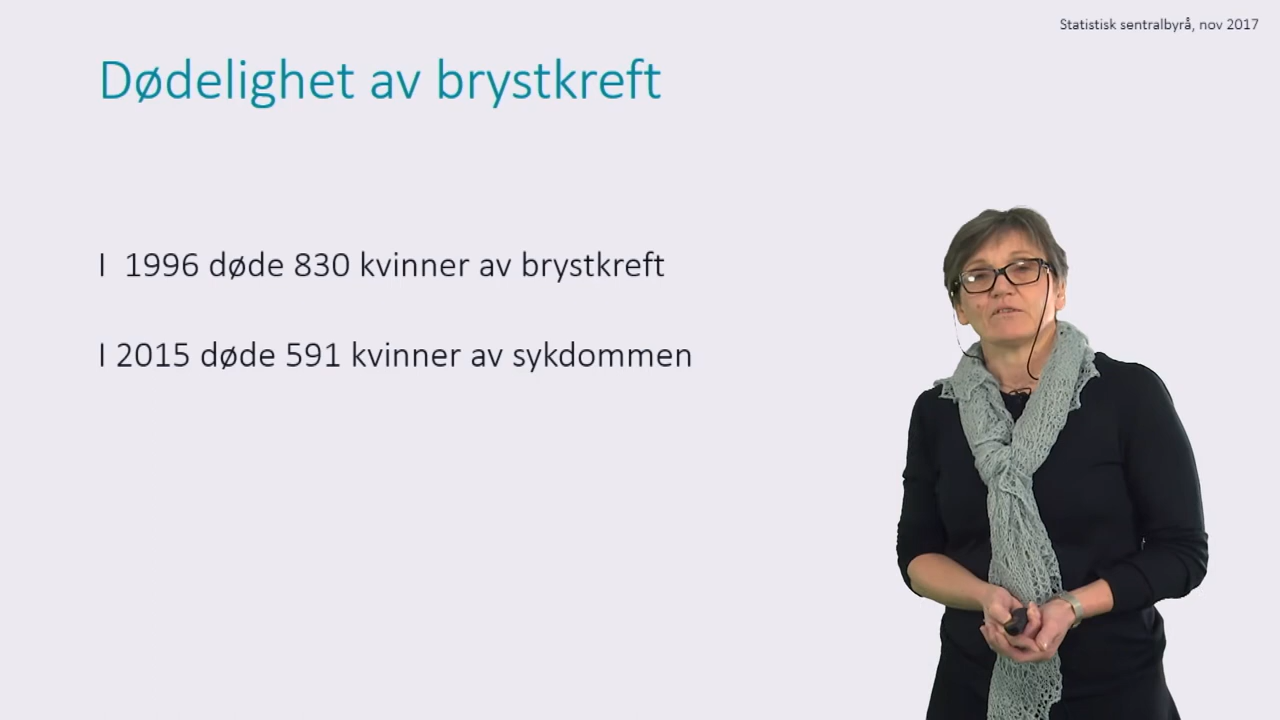 Statistisk sentralbyrå, nov 2017
Dødelighet av brystkreft
I 1996 døde 830 kvinner av brystkreft
I 2015 døde 591 kvinner av sykdommen